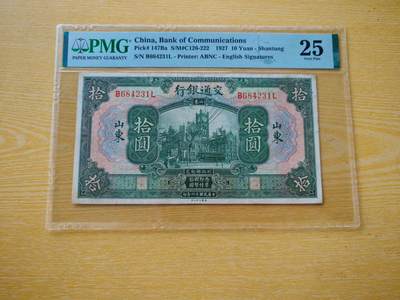 PMG
PAPER MONEY GUARANTY
China, Bank of Communications
Pick# 147Ba S/M#C126-222 1927 10 Yuan - Shantung
S/N B684231L - Printer: ABNC - English Signatures
25
Very Fine
拾 行銀通交 拾
B684231L B684231L
山東 拾圓 拾圓 山東
拾 拾